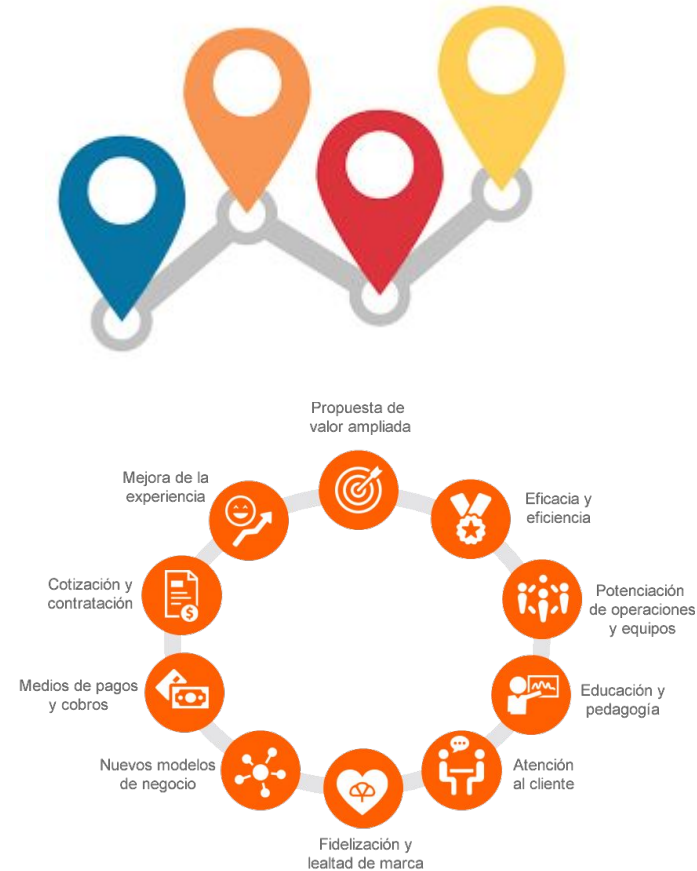 Propuesta de
valor ampliada
Eficacia y
eficiencia
Potenciación
de operaciones
y equipos
Educación y
pedagogía
Atención
al cliente
Fidelización y
lealtad de marca
Nuevos modelos
de negocio
Medios de pagos
y cobros
Cotización y
contratación
Mejora de la
experiencia